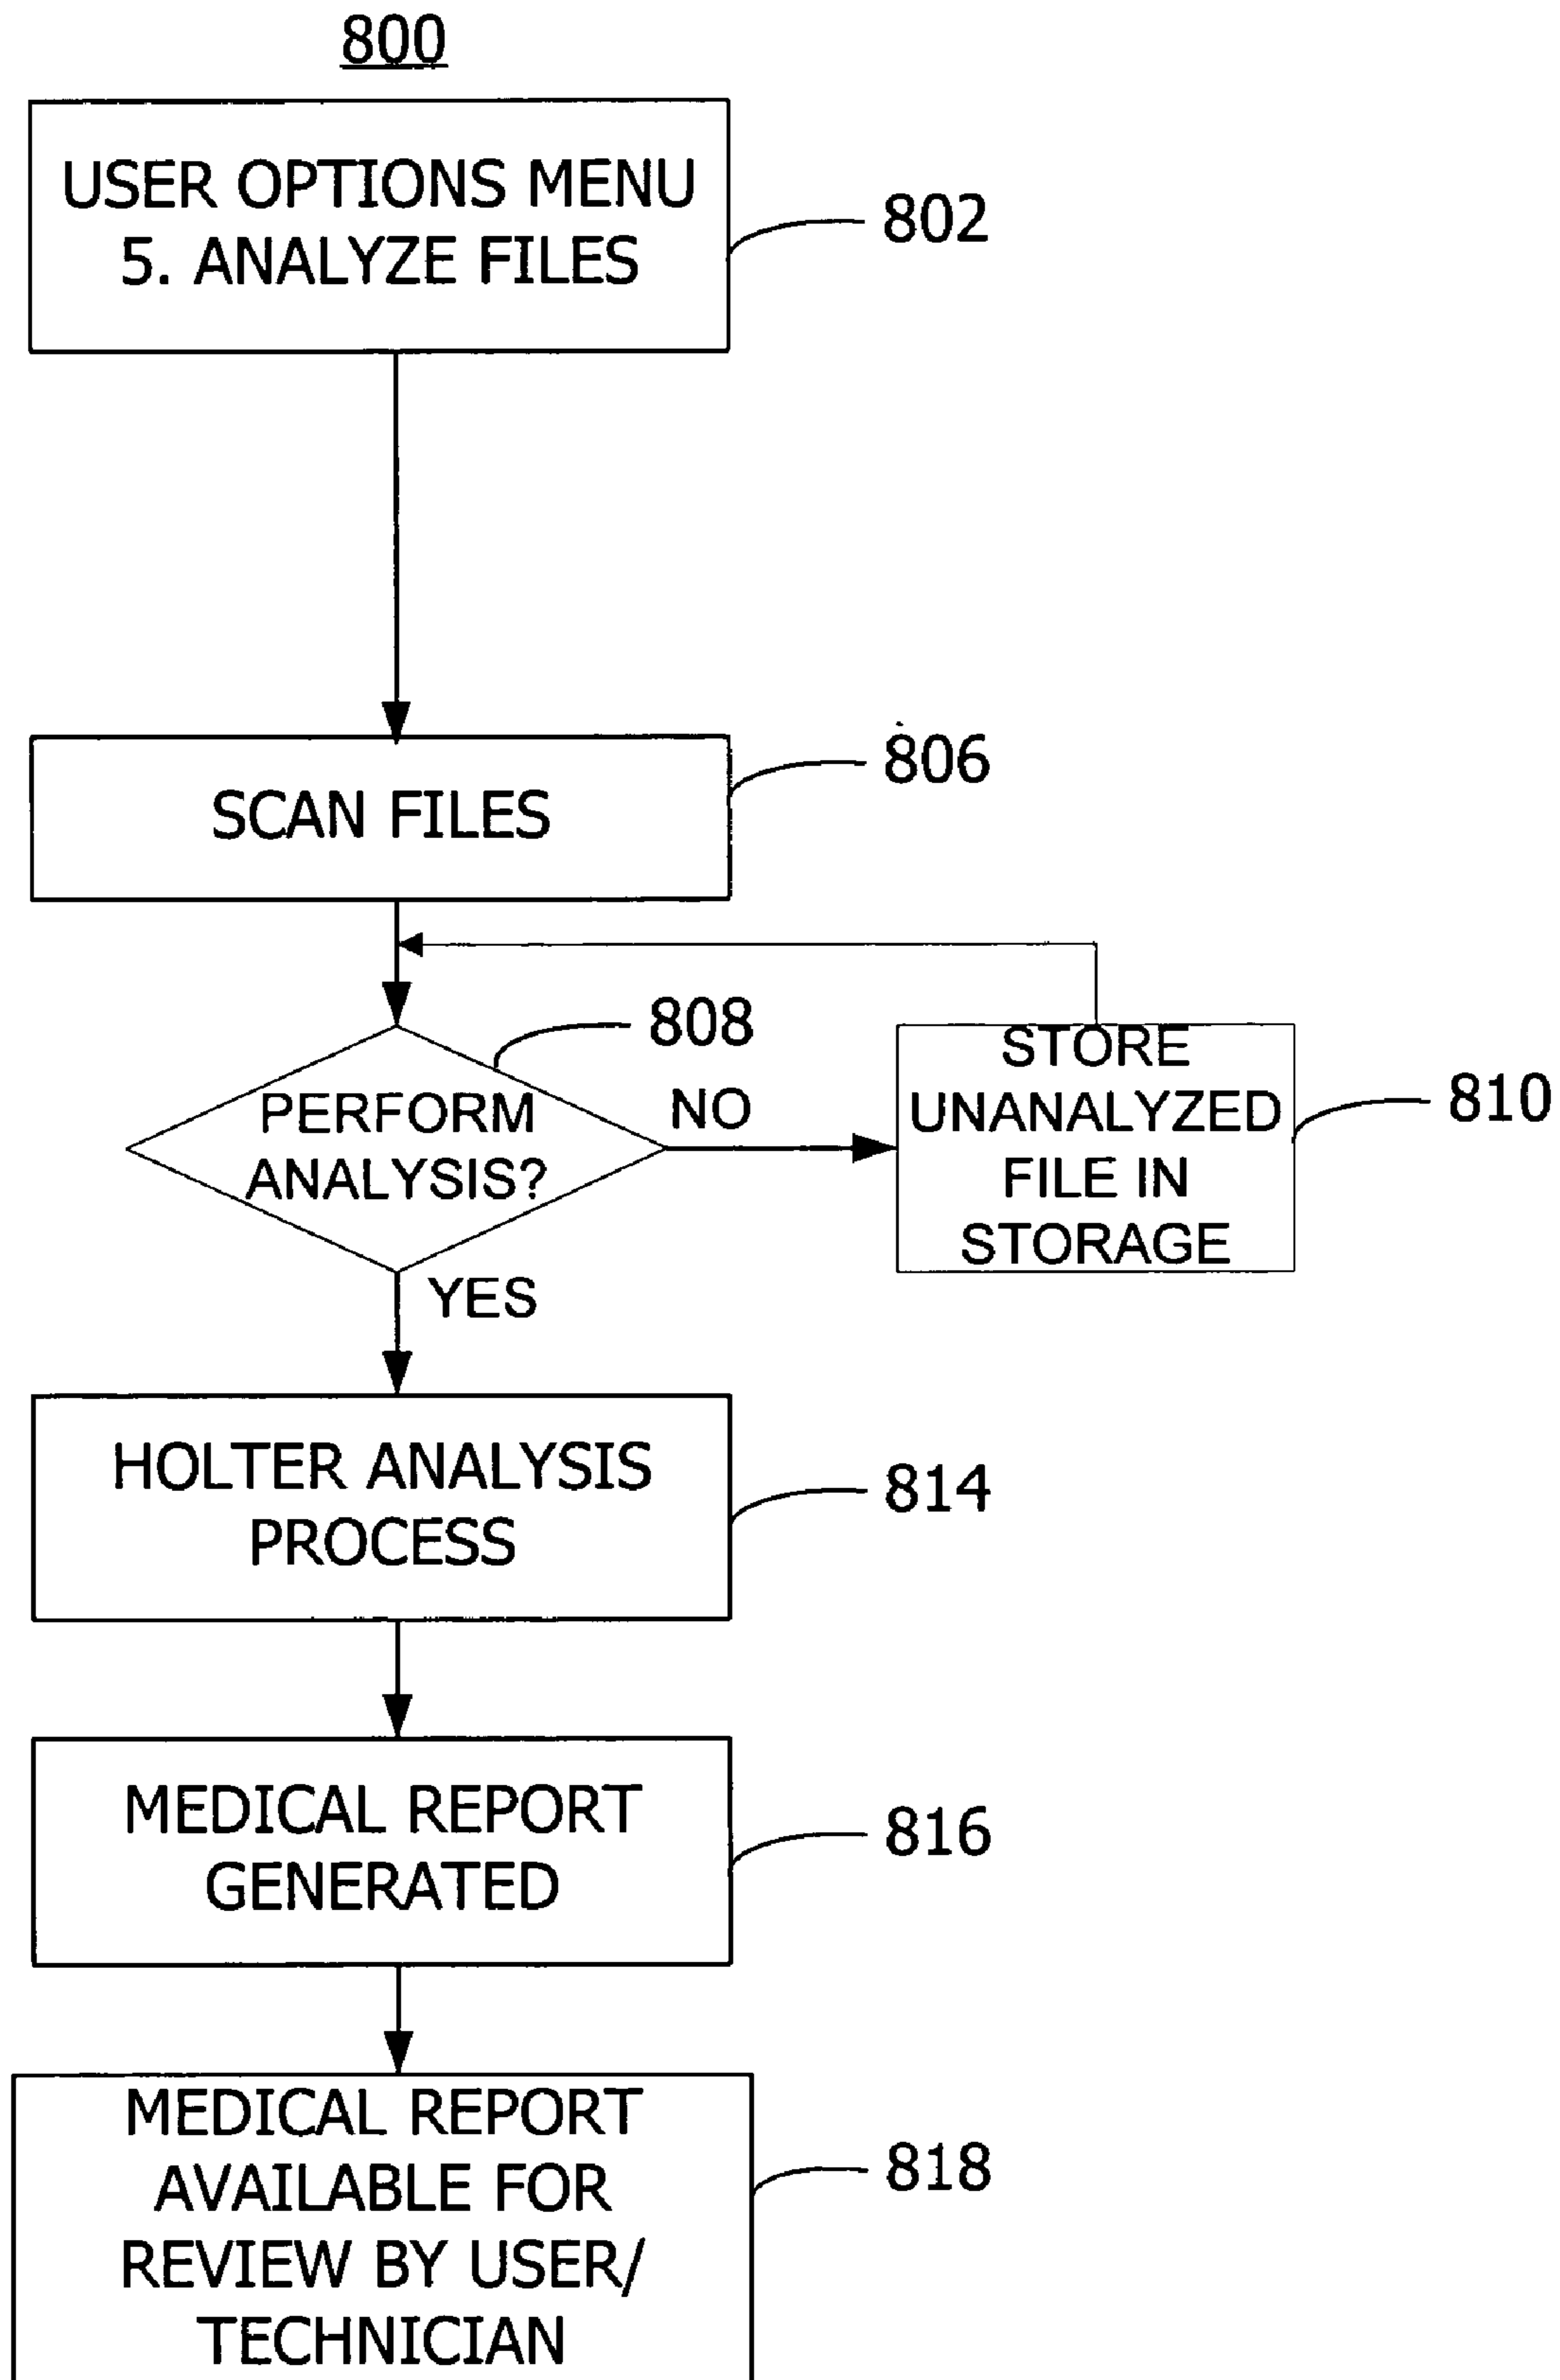 800
USER OPTIONS MENU
5. ANALYZE FILES
802
SCAN FILES
806
808
PERFORM
ANALYSIS?
NO
STORE
UNANALYZED
FILE IN
STORAGE
810
YES
HOLTER ANALYSIS
PROCESS
814
MEDICAL REPORT
GENERATED
816
MEDICAL REPORT
AVAILABLE FOR
REVIEW BY USER/
TECHNICIAN
818